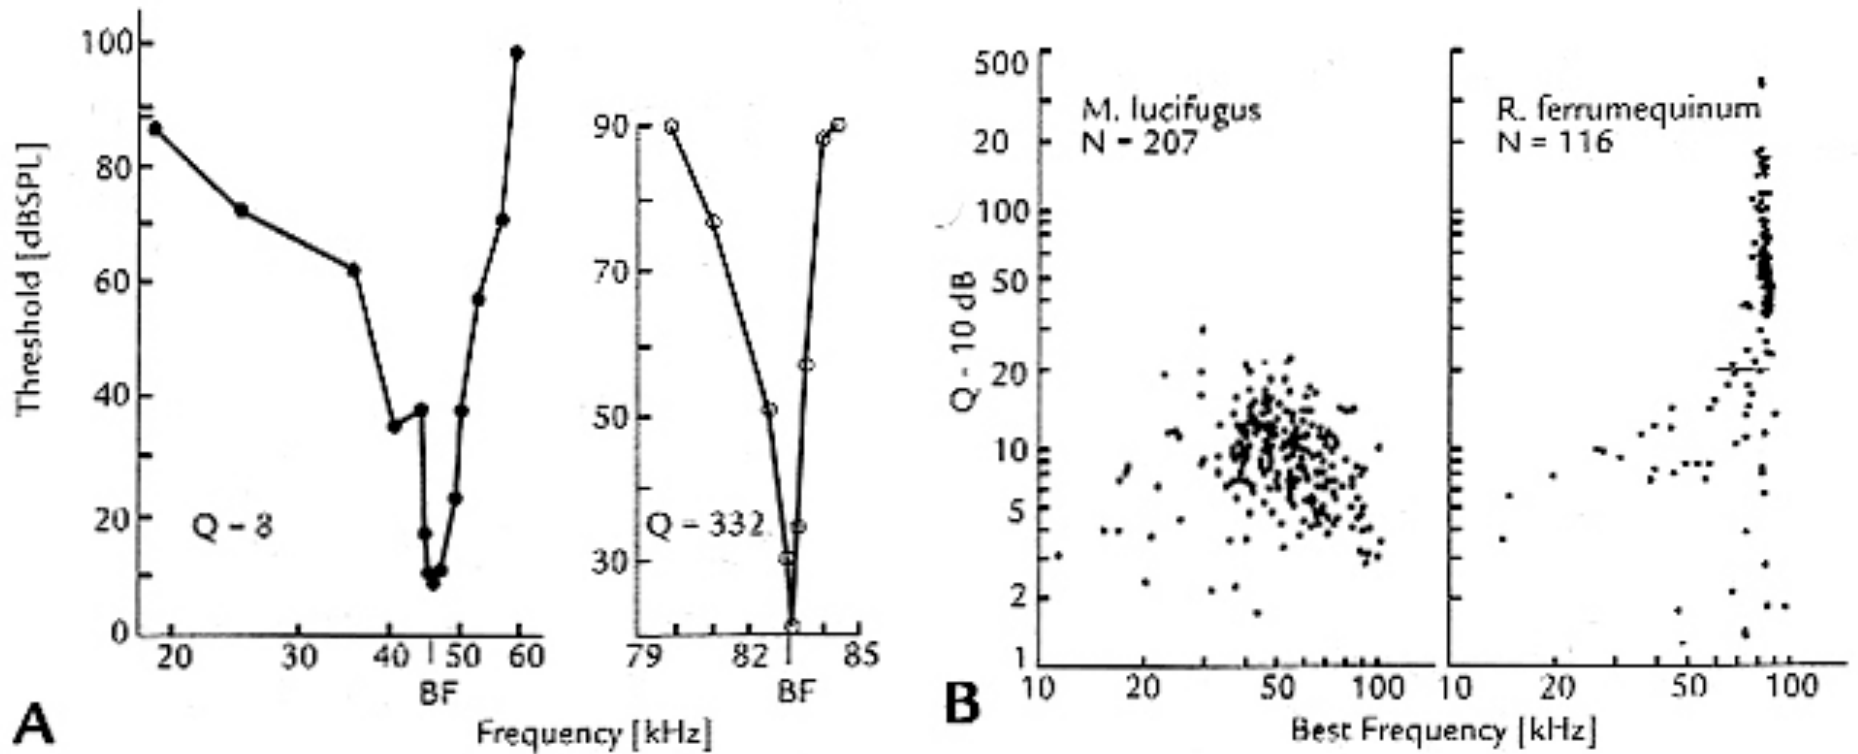 Threshold [dBSPL]
100
80
60
40
20
0
20 30 40 50 60
BF
Q - 8
90
70
50
30
79 82 85
BF
Q - 332
A
Frequency [kHz]
Q - 10 dB
500
20
100
50
20
10
5
2
1
M. lucifugus
N - 207
10 20 50 100
R. ferrumequinum
N = 116
10 20 50 100
B
Best Frequency [kHz]